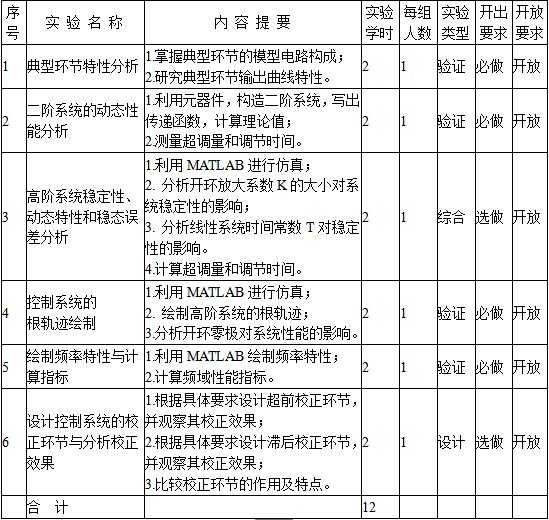 序号 实 验 名 称 内 容 提 要 实验学时 每组人数 实验类型 开出要求 开放要求
1 典型环节特性分析 1.掌握典型环节的模型电路构成； 2 1 验证 必做 开放
2.研究典型环节输出曲线特性。
2 二阶系统的动态性 1.利用元器件，构造二阶系统，写出 2 1 验证 必做 开放
能分析 传递函数，计算理论值；
2.测量超调量和调节时间。
3 高阶系统稳定性、 1.利用 MATLAB 进行仿真； 2 1 综合 选做 开放
动态特性和稳态误 2. 分析开环放大系数 K 的大小对系
差分析 统稳定性的影响；
3. 分析线性系统时间常数 T 对稳定
性的影响。
4.计算超调量和调节时间。
4 控制系统的 1.利用 MATLAB 进行仿真； 2 1 验证 必做 开放
根轨迹绘制 2. 绘制高阶系统的根轨迹；
3.分析开环零极对系统性能的影响。
5 绘制频率特性与计 1.利用 MATLAB 绘制频率特性； 2 1 验证 必做 开放
算指标 2.计算频域性能指标。
6 设计控制系统的校 1.根据具体要求设计超前校正环节， 2 1 设计 选做 开放
正环节与分析校正 并观察其校正效果；
效果 2.根据具体要求设计滞后校正环节，
并观察其校正效果；
3.比较校正环节的作用及特点。
合 计 12